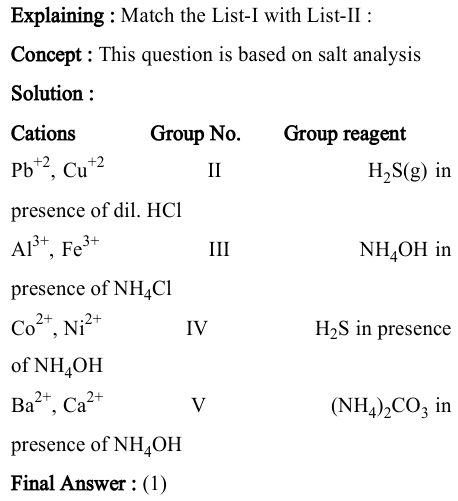 Explaining : Match the List-I with List-II :
Concept : This question is based on salt analysis
Solution :
Cations Group No. Group reagent
Pb⁺², Cu⁺² II H₂S(g) in
presence of dil. HCl
Al³⁺, Fe³⁺ III NH₄OH in
presence of NH₄Cl
Co²⁺, Ni²⁺ IV H₂S in presence
of NH₄OH
Ba²⁺, Ca²⁺ V (NH₄)₂CO₃ in
presence of NH₄OH
Final Answer : (1)